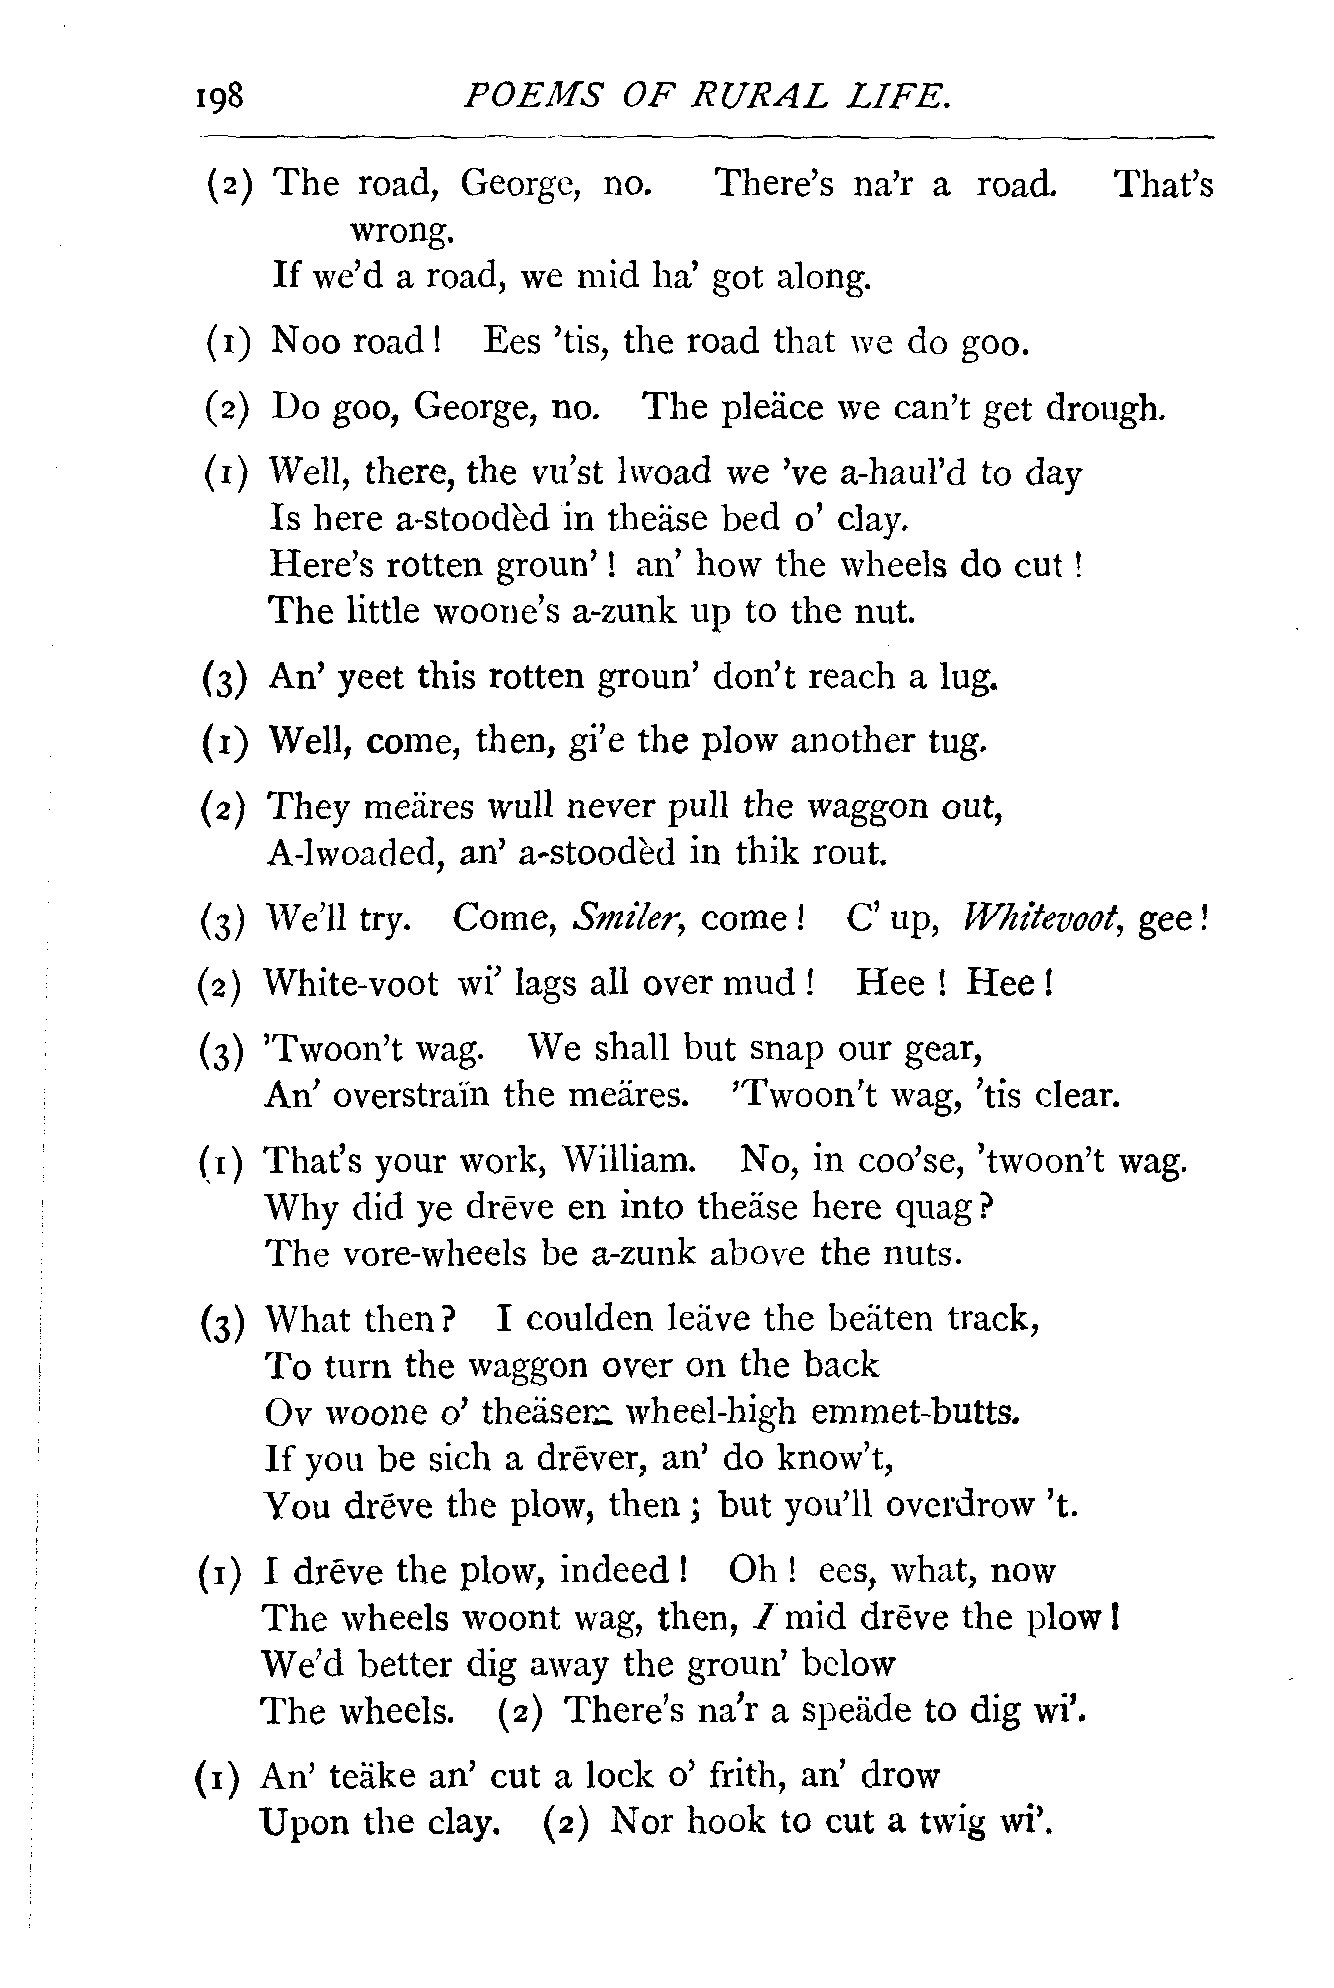 198 POEMS OF RURAL LIFE.
(2) The road, George, no. There's na'r a road. That's
wrong.
If we'd a road, we mid ha' got along.
(1) Noo road! Ees 'tis, the road that we do goo.
(2) Do goo, George, no. The pleäce we can't get drough.
(1) Well, there, the vu'st lwoad we 've a-haul'd to day
Is here a-stoodèd in theäse bed o' clay.
Here's rotten groun'! an' how the wheels do cut!
The little woone's a-zunk up to the nut.
(3) An' yeet this rotten groun' don't reach a lug.
(1) Well, come, then, gi'e the plow another tug.
(2) They meäres wull never pull the waggon out,
A-lwoaded, an' a-stoodèd in thik rout.
(3) We'll try. Come, Smiler, come! C' up, Whitevoot, gee!
(2) White-voot wi' lags all over mud! Hee! Hee!
(3) 'Twoon't wag. We shall but snap our gear,
An' overstraïn the meäres. 'Twoon't wag, 'tis clear.
(1) That's your work, William. No, in coo'se, 'twoon't wag.
Why did ye drēve en into theäse here quag?
The vore-wheels be a-zunk above the nuts.
(3) What then? I coulden leäve the beäten track,
To turn the waggon over on the back
Ov woone o' theäsem wheel-high emmet-butts.
If you be sich a drēver, an' do know't,
You drēve the plow, then; but you'll overdrow 't.
(1) I drēve the plow, indeed! Oh! ees, what, now
The wheels woont wag, then, I mid drēve the plow!
We'd better dig away the groun' below
The wheels. (2) There's na'r a speäde to dig wi'.
(1) An' teäke an' cut a lock o' frith, an' drow
Upon the clay. (2) Nor hook to cut a twig wi'.